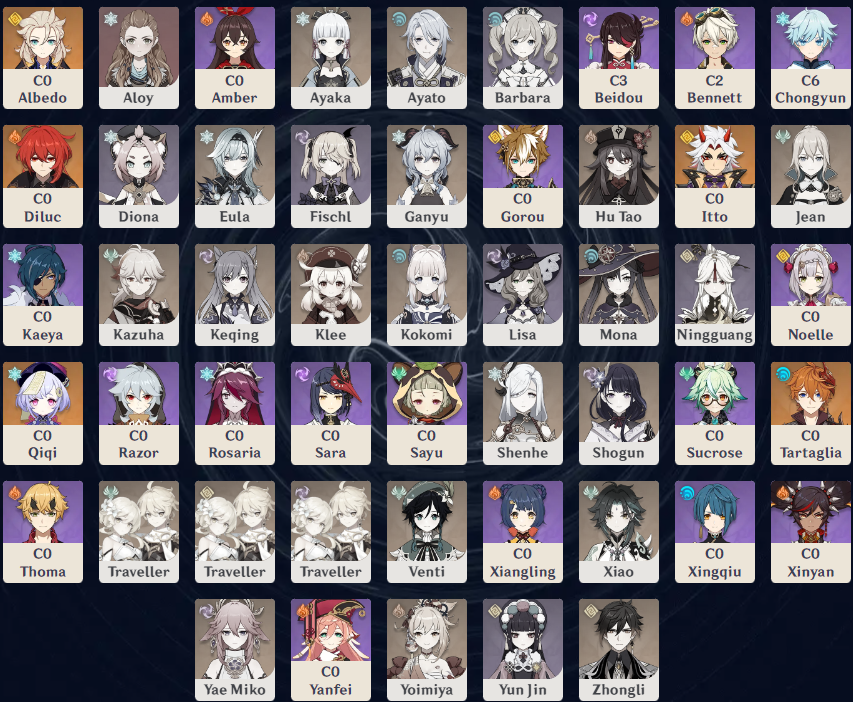 C0
Albedo
Aloy
C0
Amber
Ayaka
Ayato
Barbara
C3
Beidou
C2
Bennett
C6
Chongyun
C0
Diluc
Diona
Eula
Fischl
Ganyu
C0
Gorou
Hu Tao
C0
Itto
Jean
C0
Kaeya
Kazuha
Keqing
Klee
Kokomi
Lisa
Mona
Ningguang
C0
Noelle
C0
Qiqi
C0
Razor
C0
Rosaria
C0
Sara
C0
Sayu
Shenhe
Shogun
C0
Sucrose
C0
Tartaglia
C0
Thoma
Traveller
Traveller
Traveller
Venti
C0
Xiangling
Xiao
C0
Xingqiu
C0
Xinyan
Yae Miko
C0
Yanfei
Yoimiya
Yun Jin
Zhongli